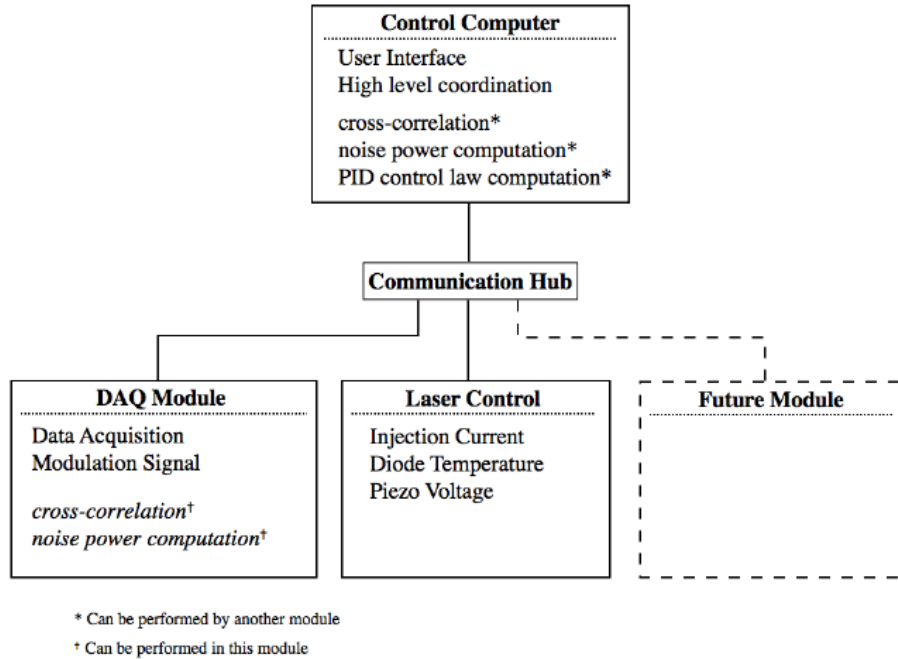 Control Computer
User Interface
High level coordination
cross-correlation*
noise power computation*
PID control law computation*
Communication Hub
DAQ Module
Data Acquisition
Modulation Signal
cross-correlation†
noise power computation†
Laser Control
Injection Current
Diode Temperature
Piezo Voltage
Future Module
* Can be performed by another module
† Can be performed in this module